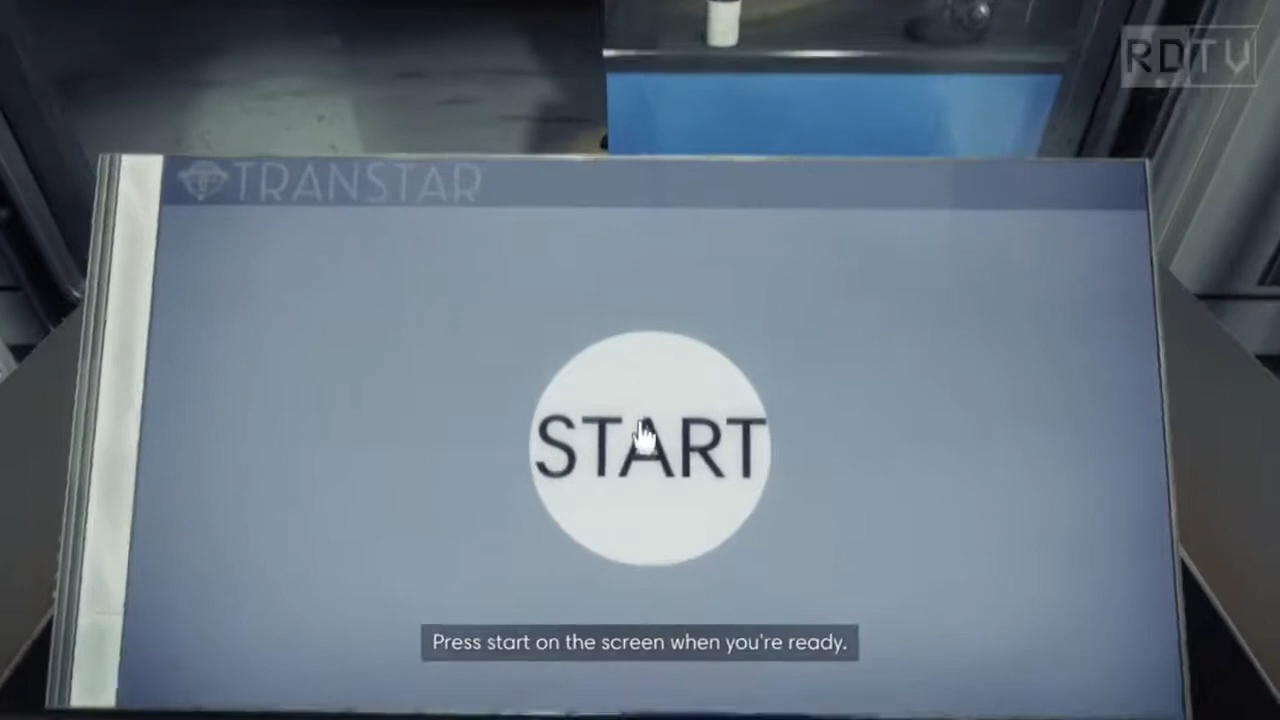 RDTV
TRANSTAR
START
Press start on the screen when you're ready.